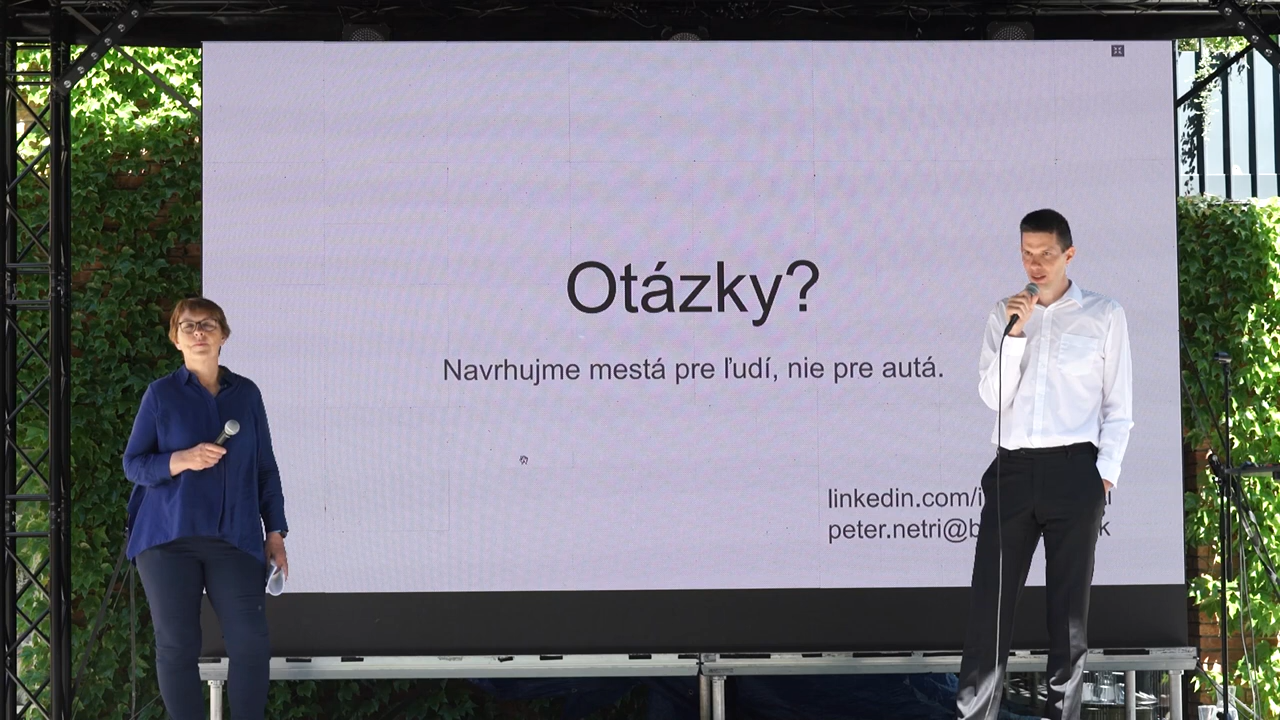 Otázky?
Navrhujme mestá pre ľudí, nie pre autá.
linkedin.com/i
peter.netri@b